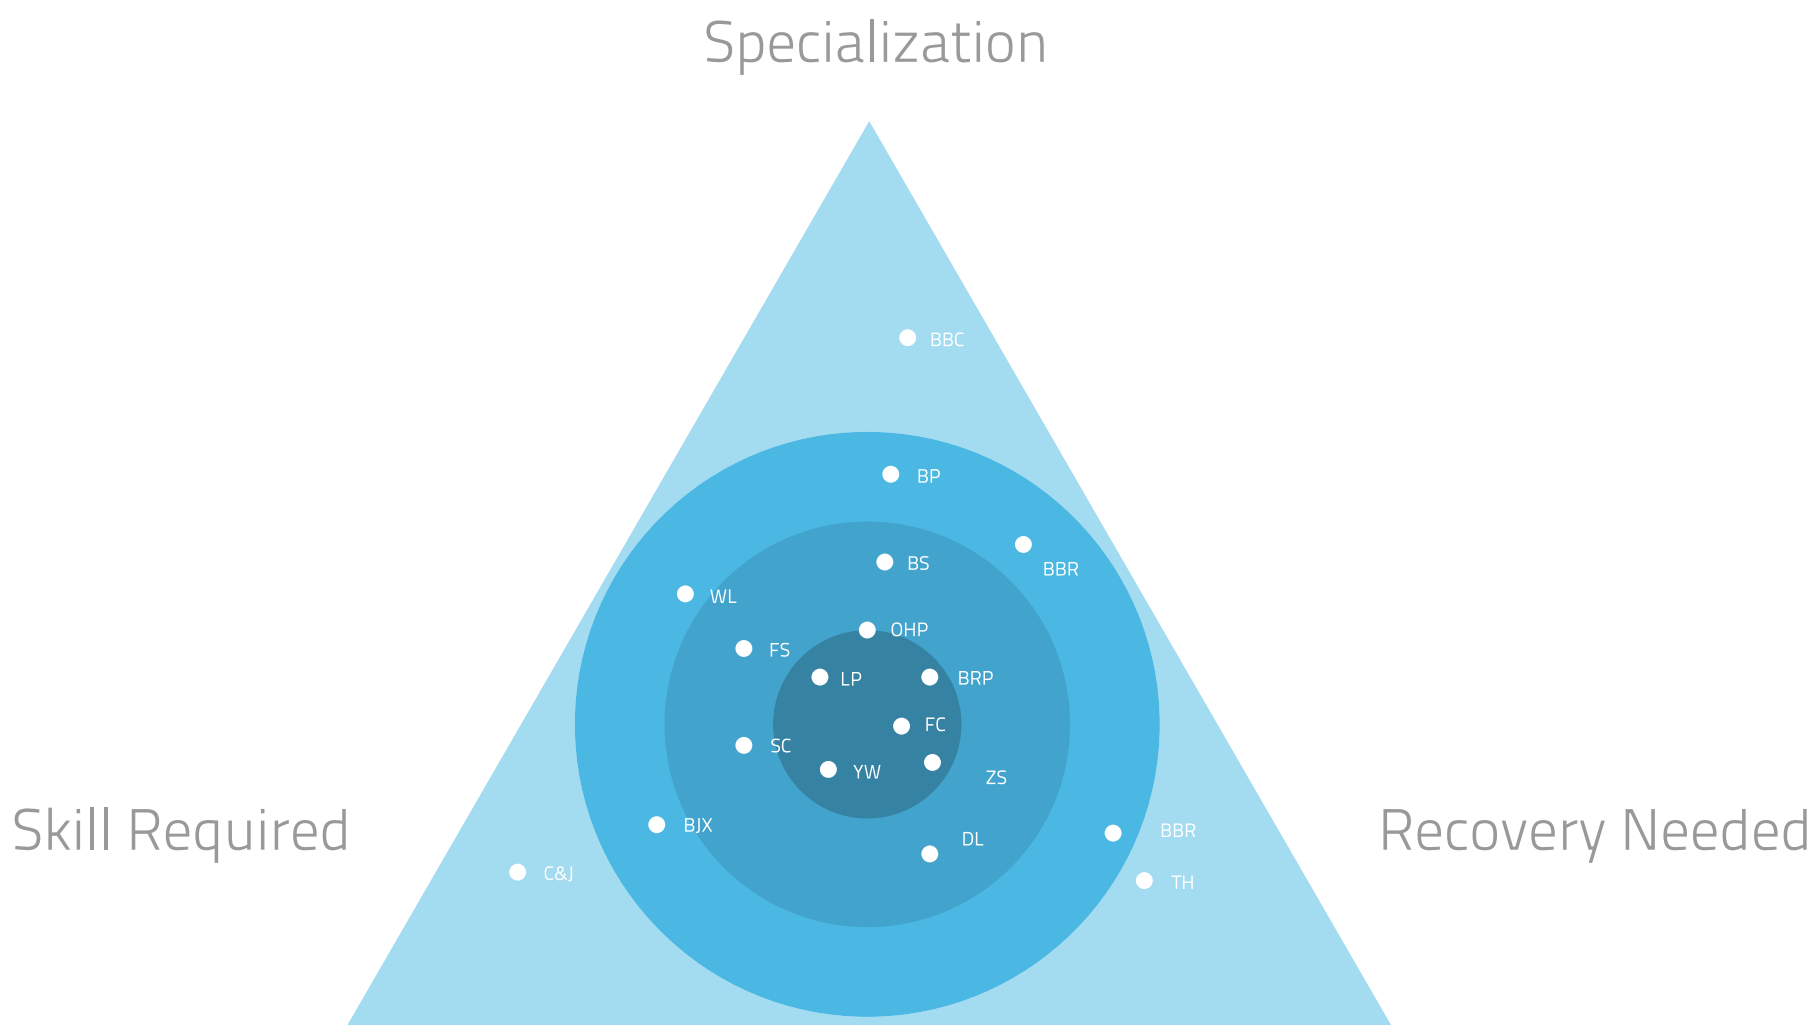 Specialization
BBC
BP
BBR
BS
WL
OHP
FS
LP
BRP
FC
SC
YW
ZS
BJX
DL
BBR
Skill Required
Recovery Needed
C&J
TH